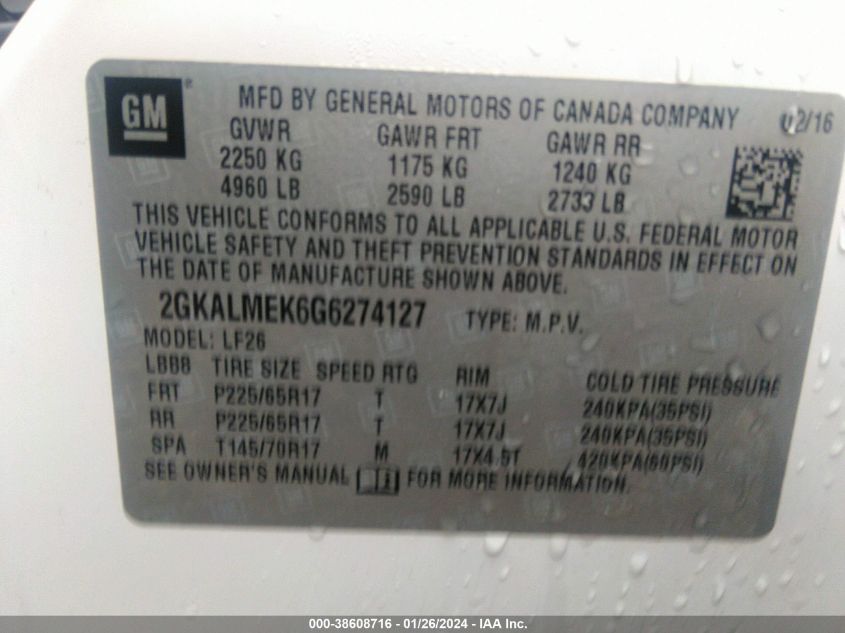 GM ®
MFD BY GENERAL MOTORS OF CANADA COMPANY 02/16
GVWR GAWR FRT GAWR RR
2250 KG 1175 KG 1240 KG
4960 LB 2590 LB 2733 LB
THIS VEHICLE CONFORMS TO ALL APPLICABLE U.S. FEDERAL MOTOR
VEHICLE SAFETY AND THEFT PREVENTION STANDARDS IN EFFECT ON
THE DATE OF MANUFACTURE SHOWN ABOVE.
2GKALMEK6G6274127 TYPE: M.P.V.
MODEL: LF26
LBB8 TIRE SIZE SPEED RTG RIM COLD TIRE PRESSURE
FRT P225/65R17 T 17X7J 240KPA(35PSI)
RR P225/65R17 T 17X7J 240KPA(35PSI)
SPA T145/70R17 M 17X4.5T 420KPA(60PSI)
SEE OWNER'S MANUAL FOR MORE INFORMATION.
000-38608716 - 01/26/2024 - IAA Inc.